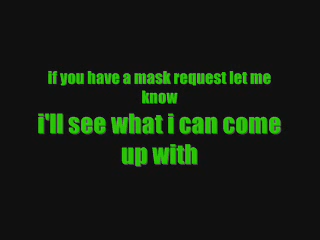 if you have a mask request let me
know
i'll see what i can come
up with